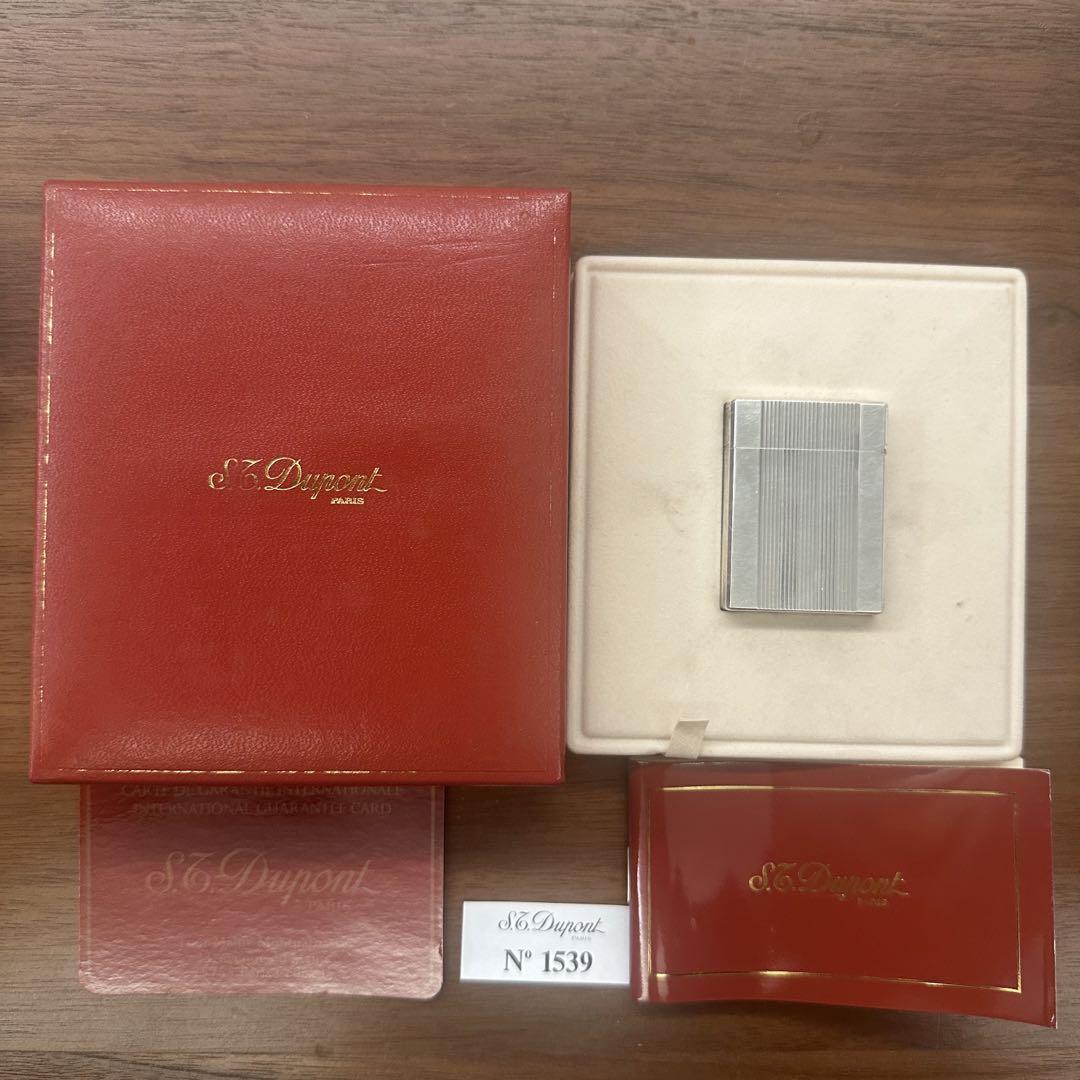 S.T. Dupont
PARIS
CARTE DE GARANTIE INTERNATIONALE
INTERNATIONAL GUARANTEE CARD
S.T. Dupont
PARIS
S.T. Dupont
PARIS
Nº 1539
S.T. Dupont
PARIS